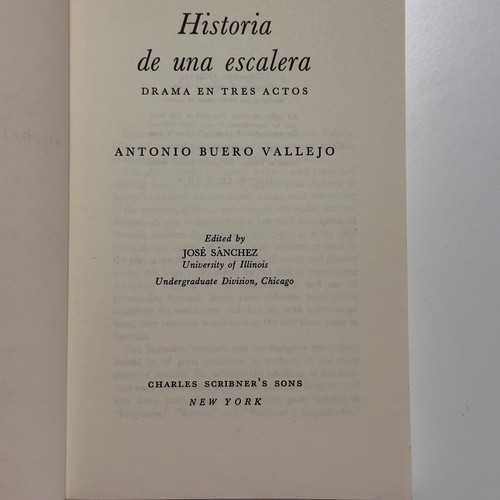 Historia
de una escalera
DRAMA EN TRES ACTOS
ANTONIO BUERO VALLEJO
Edited by
JOSÉ SÁNCHEZ
University of Illinois
Undergraduate Division, Chicago
CHARLES SCRIBNER'S SONS
NEW YORK